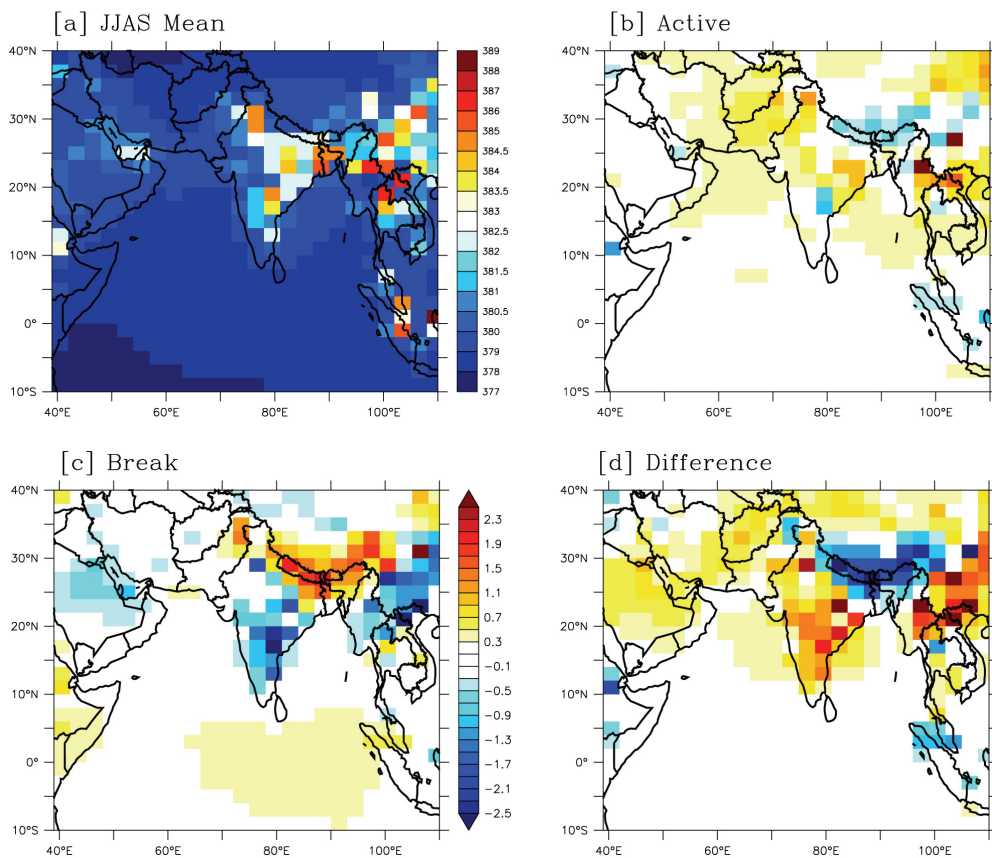 [a] JJAS Mean
40°N
30°N
20°N
10°N
0°
10°S
40°E
60°E
80°E
100°E
389
388
387
386
385
384.5
384
383.5
383
382.5
382
381.5
381
380.5
380
379
378
377
[b] Active
40°N
30°N
20°N
10°N
0°
10°S
40°E
60°E
80°E
100°E
[c] Break
40°N
30°N
20°N
10°N
0°
10°S
40°E
60°E
80°E
100°E
2.3
1.9
1.5
1.1
0.7
0.3
-0.1
-0.5
-0.9
-1.3
-1.7
-2.1
-2.5
[d] Difference
40°N
30°N
20°N
10°N
0°
10°S
40°E
60°E
80°E
100°E